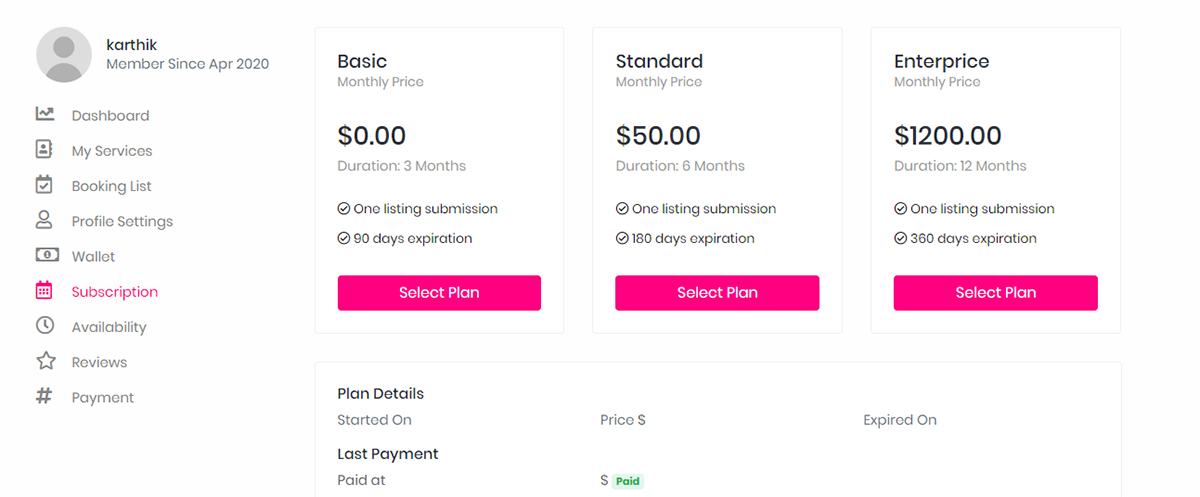 karthik
Member Since Apr 2020
Dashboard
My Services
Booking List
Profile Settings
Wallet
Subscription
Availability
Reviews
Payment
Basic
Monthly Price
$0.00
Duration: 3 Months
One listing submission
90 days expiration
Select Plan
Standard
Monthly Price
$50.00
Duration: 6 Months
One listing submission
180 days expiration
Select Plan
Enterprice
Monthly Price
$1200.00
Duration: 12 Months
One listing submission
360 days expiration
Select Plan
Plan Details
Started On Price $ Expired On
Last Payment
Paid at $ Paid